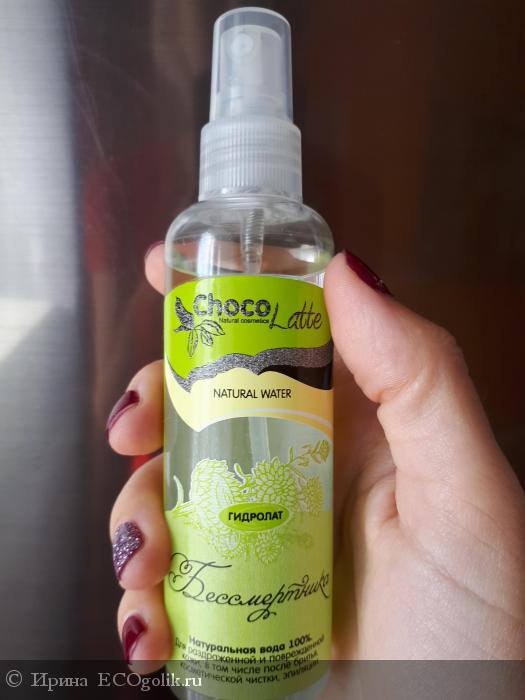 Choco
Latte
Natural cosmetics
NATURAL WATER
ГИДРОЛАТ
Бессмертника
Натуральная вода 100%.
Для раздраженной и поврежденной
кожи, в том числе после бритья,
косметической чистки, эпиляции.
© Ирина ECOgolik.ru